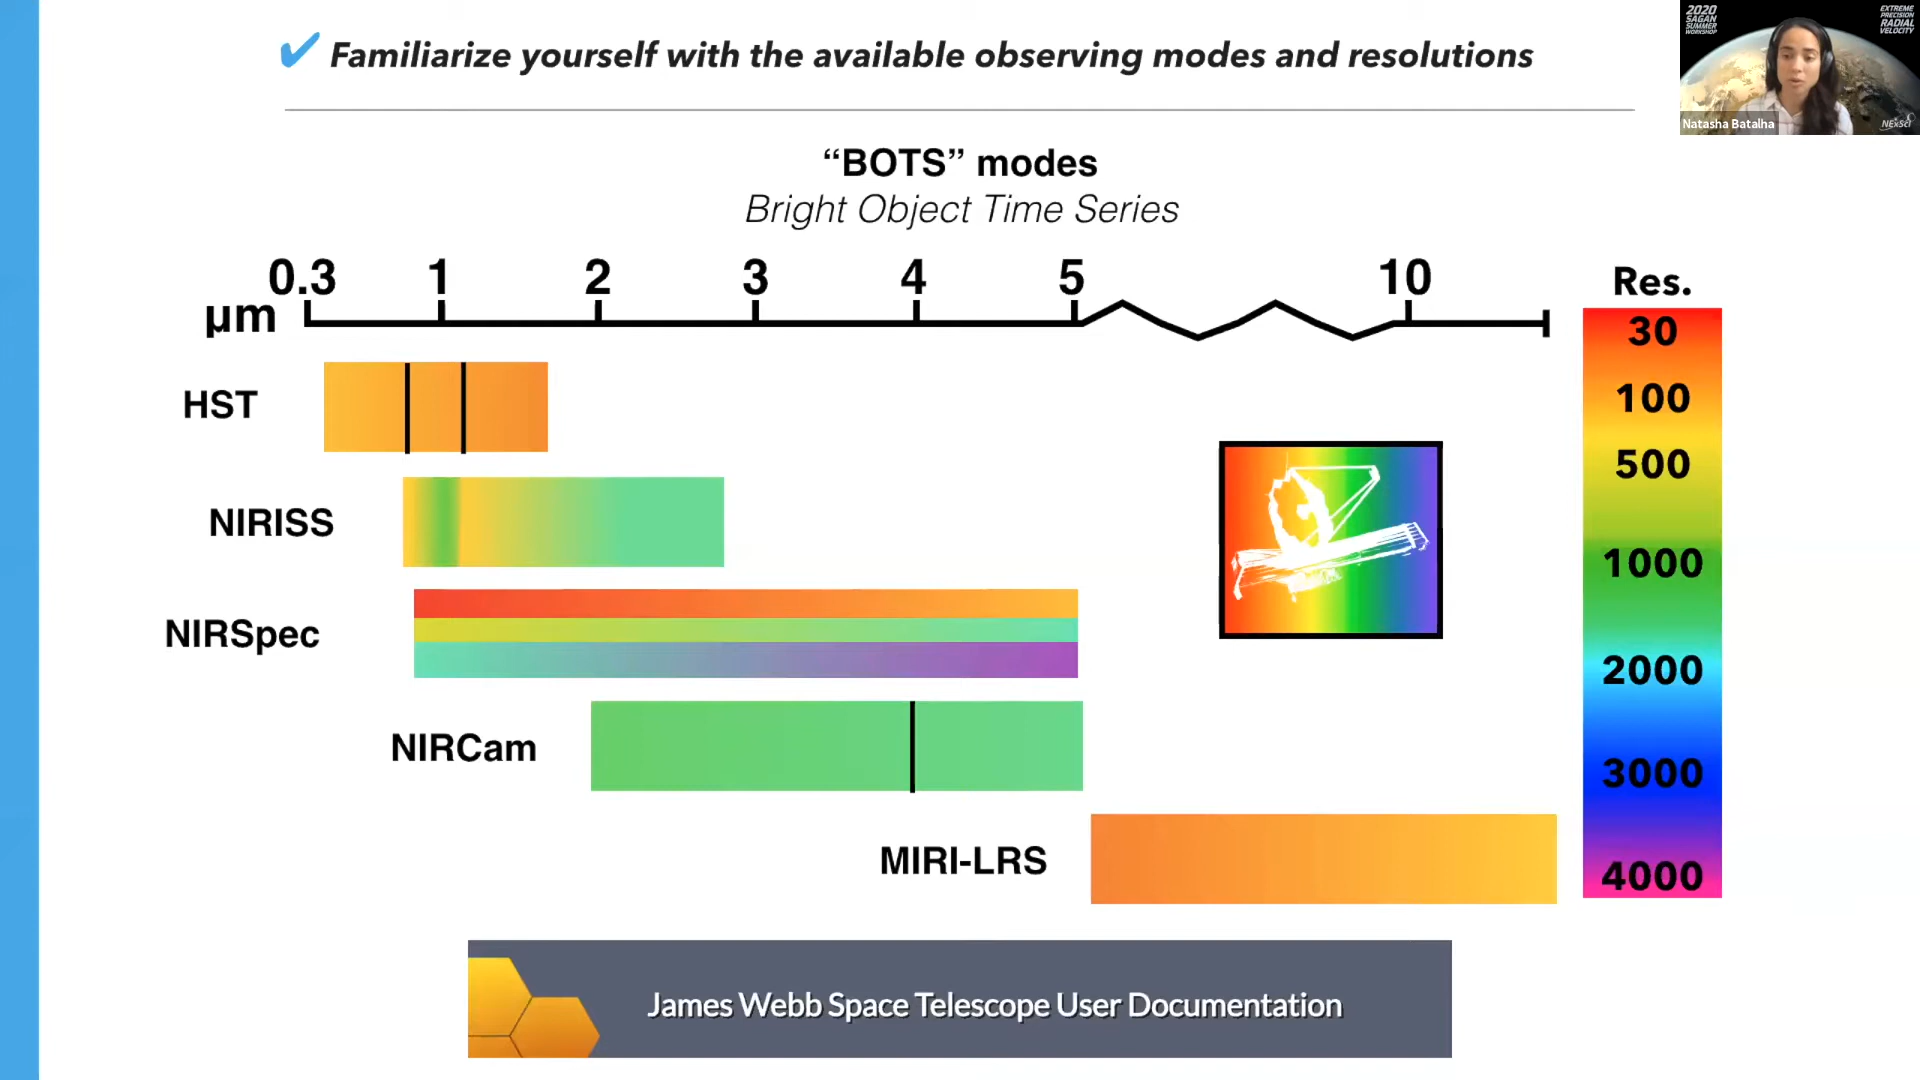 ✔ Familiarize yourself with the available observing modes and resolutions
2020
SAGAN
SUMMER
WORKSHOP
EXTREME
PRECISION
RADIAL
VELOCITY
Natasha Batalha
NExScI
“BOTS” modes
Bright Object Time Series
0.3 1 2 3 4 5 10
µm
Res.
30
100
500
1000
2000
3000
4000
HST
NIRISS
NIRSpec
NIRCam
MIRI-LRS
James Webb Space Telescope User Documentation